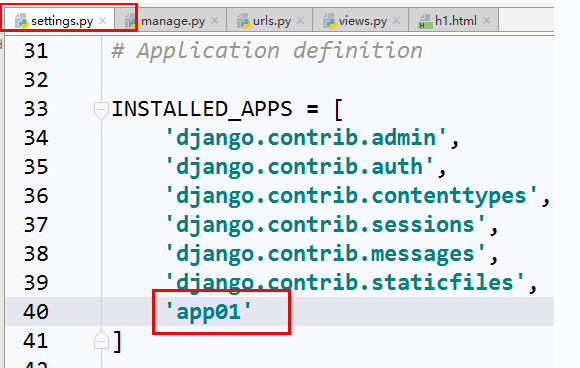 settings.py manage.py urls.py views.py h1.html
31 # Application definition
32
33 INSTALLED_APPS = [
34 'django.contrib.admin',
35 'django.contrib.auth',
36 'django.contrib.contenttypes',
37 'django.contrib.sessions',
38 'django.contrib.messages',
39 'django.contrib.staticfiles',
40 'app01'
41 ]